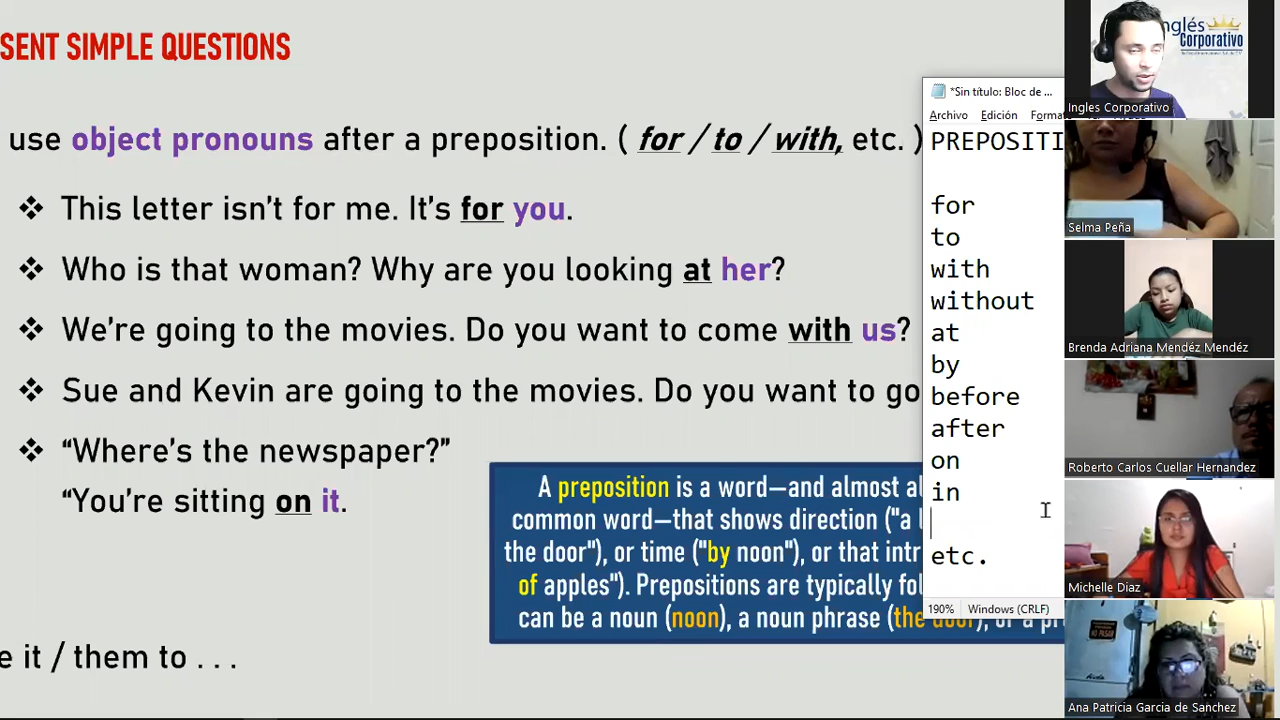 SENT SIMPLE QUESTIONS
use object pronouns after a preposition. ( for / to / with, etc. )
❖ This letter isn't for me. It's for you.
❖ Who is that woman? Why are you looking at her?
❖ We're going to the movies. Do you want to come with us?
❖ Sue and Kevin are going to the movies. Do you want to go
❖ “Where's the newspaper?”
“You're sitting on it.
A preposition is a word—and almost al
common word—that shows direction ("a
the door"), or time ("by noon"), or that intr
of apples"). Prepositions are typically fol
can be a noun (noon), a noun phrase (the door), or a pr
e it / them to . . .
*Sin título: Bloc de ...
Archivo Edición Format
PREPOSITI
for
to
with
without
at
by
before
after
on
in
etc.
190% Windows (CRLF)
Inglés
Corporativo
Ingles Corporativo
Selma Peña
Brenda Adriana Mendéz Mendéz
Roberto Carlos Cuellar Hernandez
Michelle Diaz
Ana Patricia Garcia de Sanchez